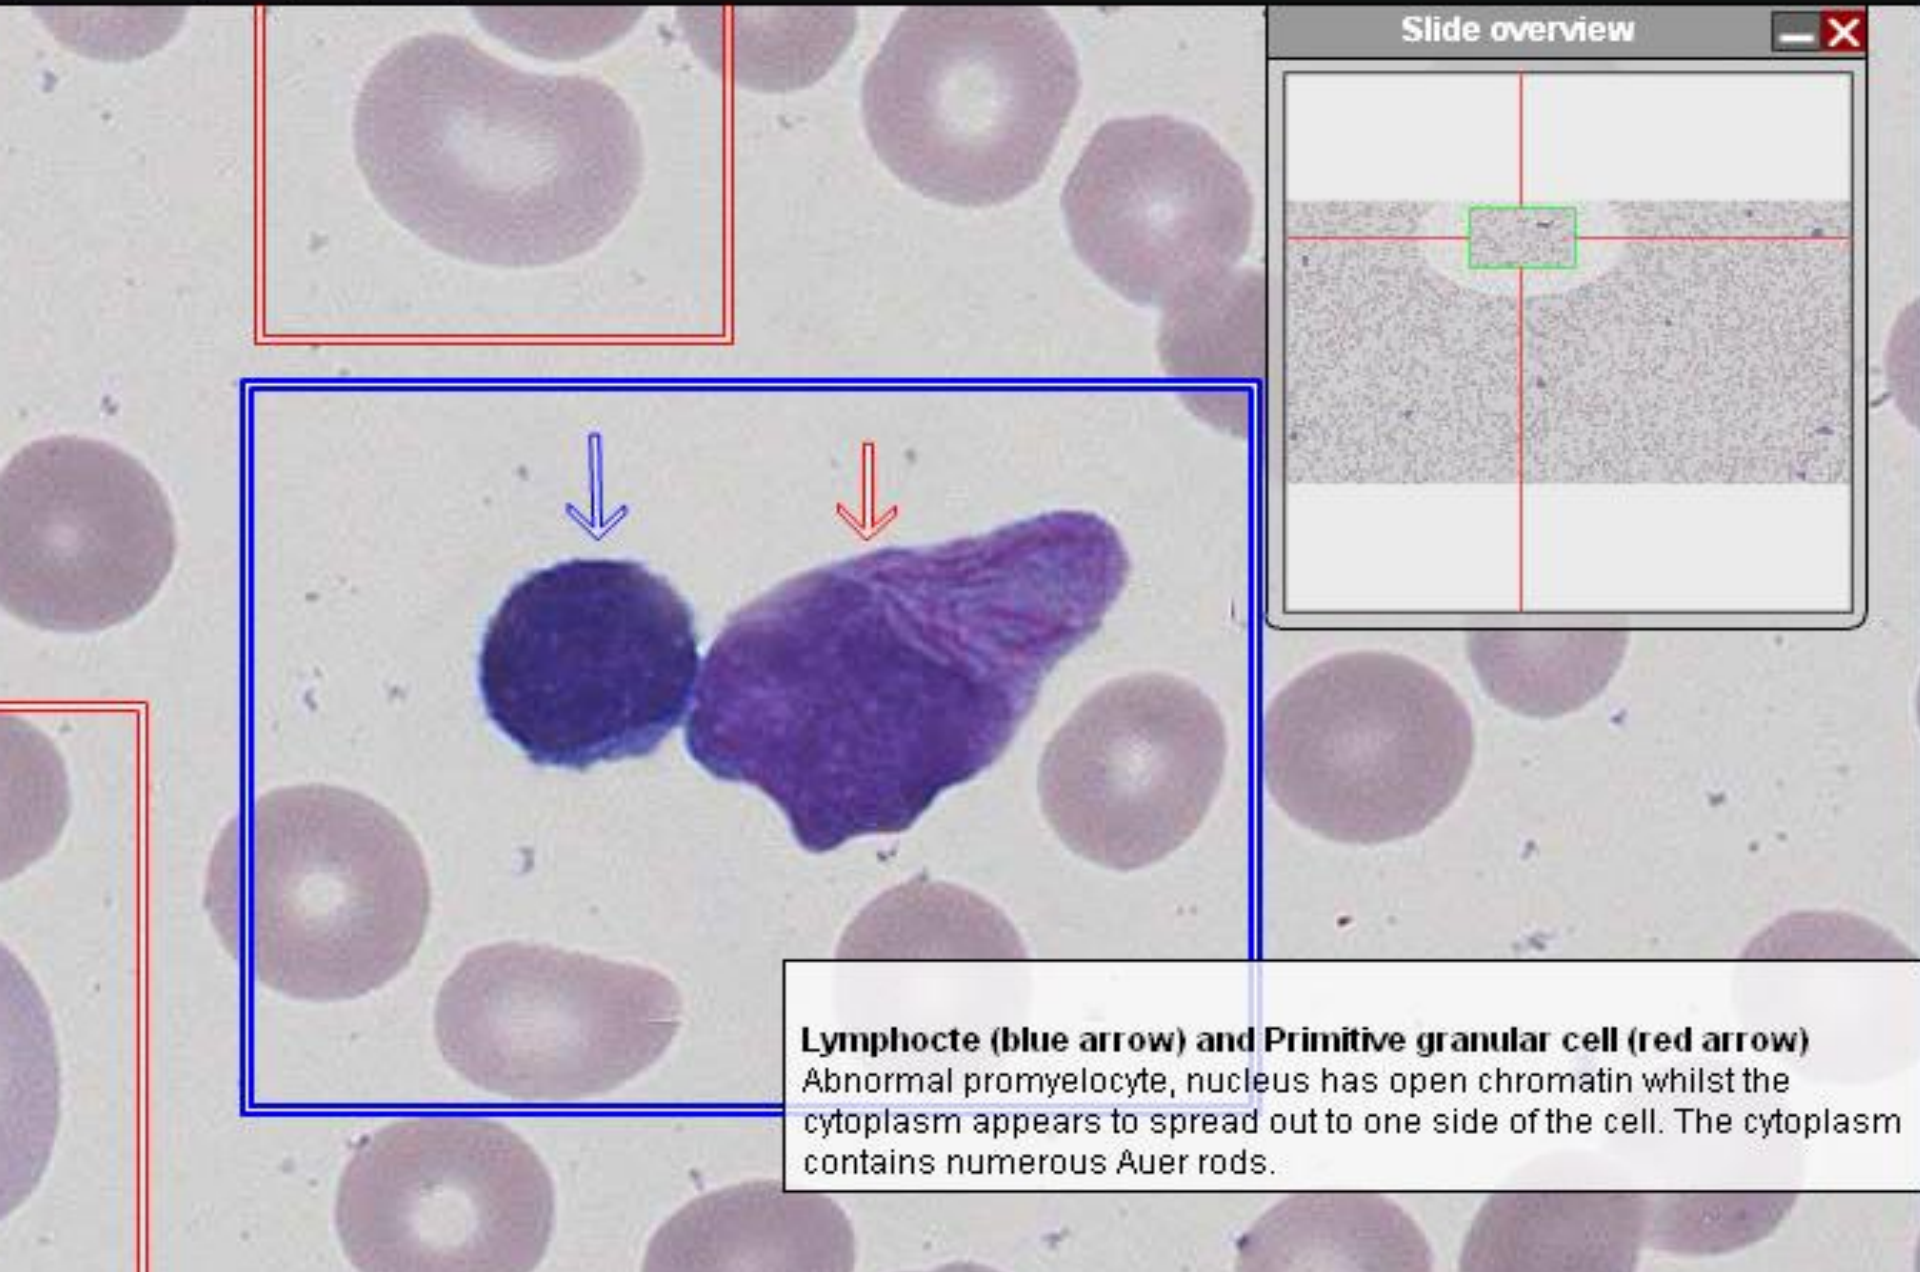 Slide overview
Lymphocte (blue arrow) and Primitive granular cell (red arrow)
Abnormal promyelocyte, nucleus has open chromatin whilst the
cytoplasm appears to spread out to one side of the cell. The cytoplasm
contains numerous Auer rods.